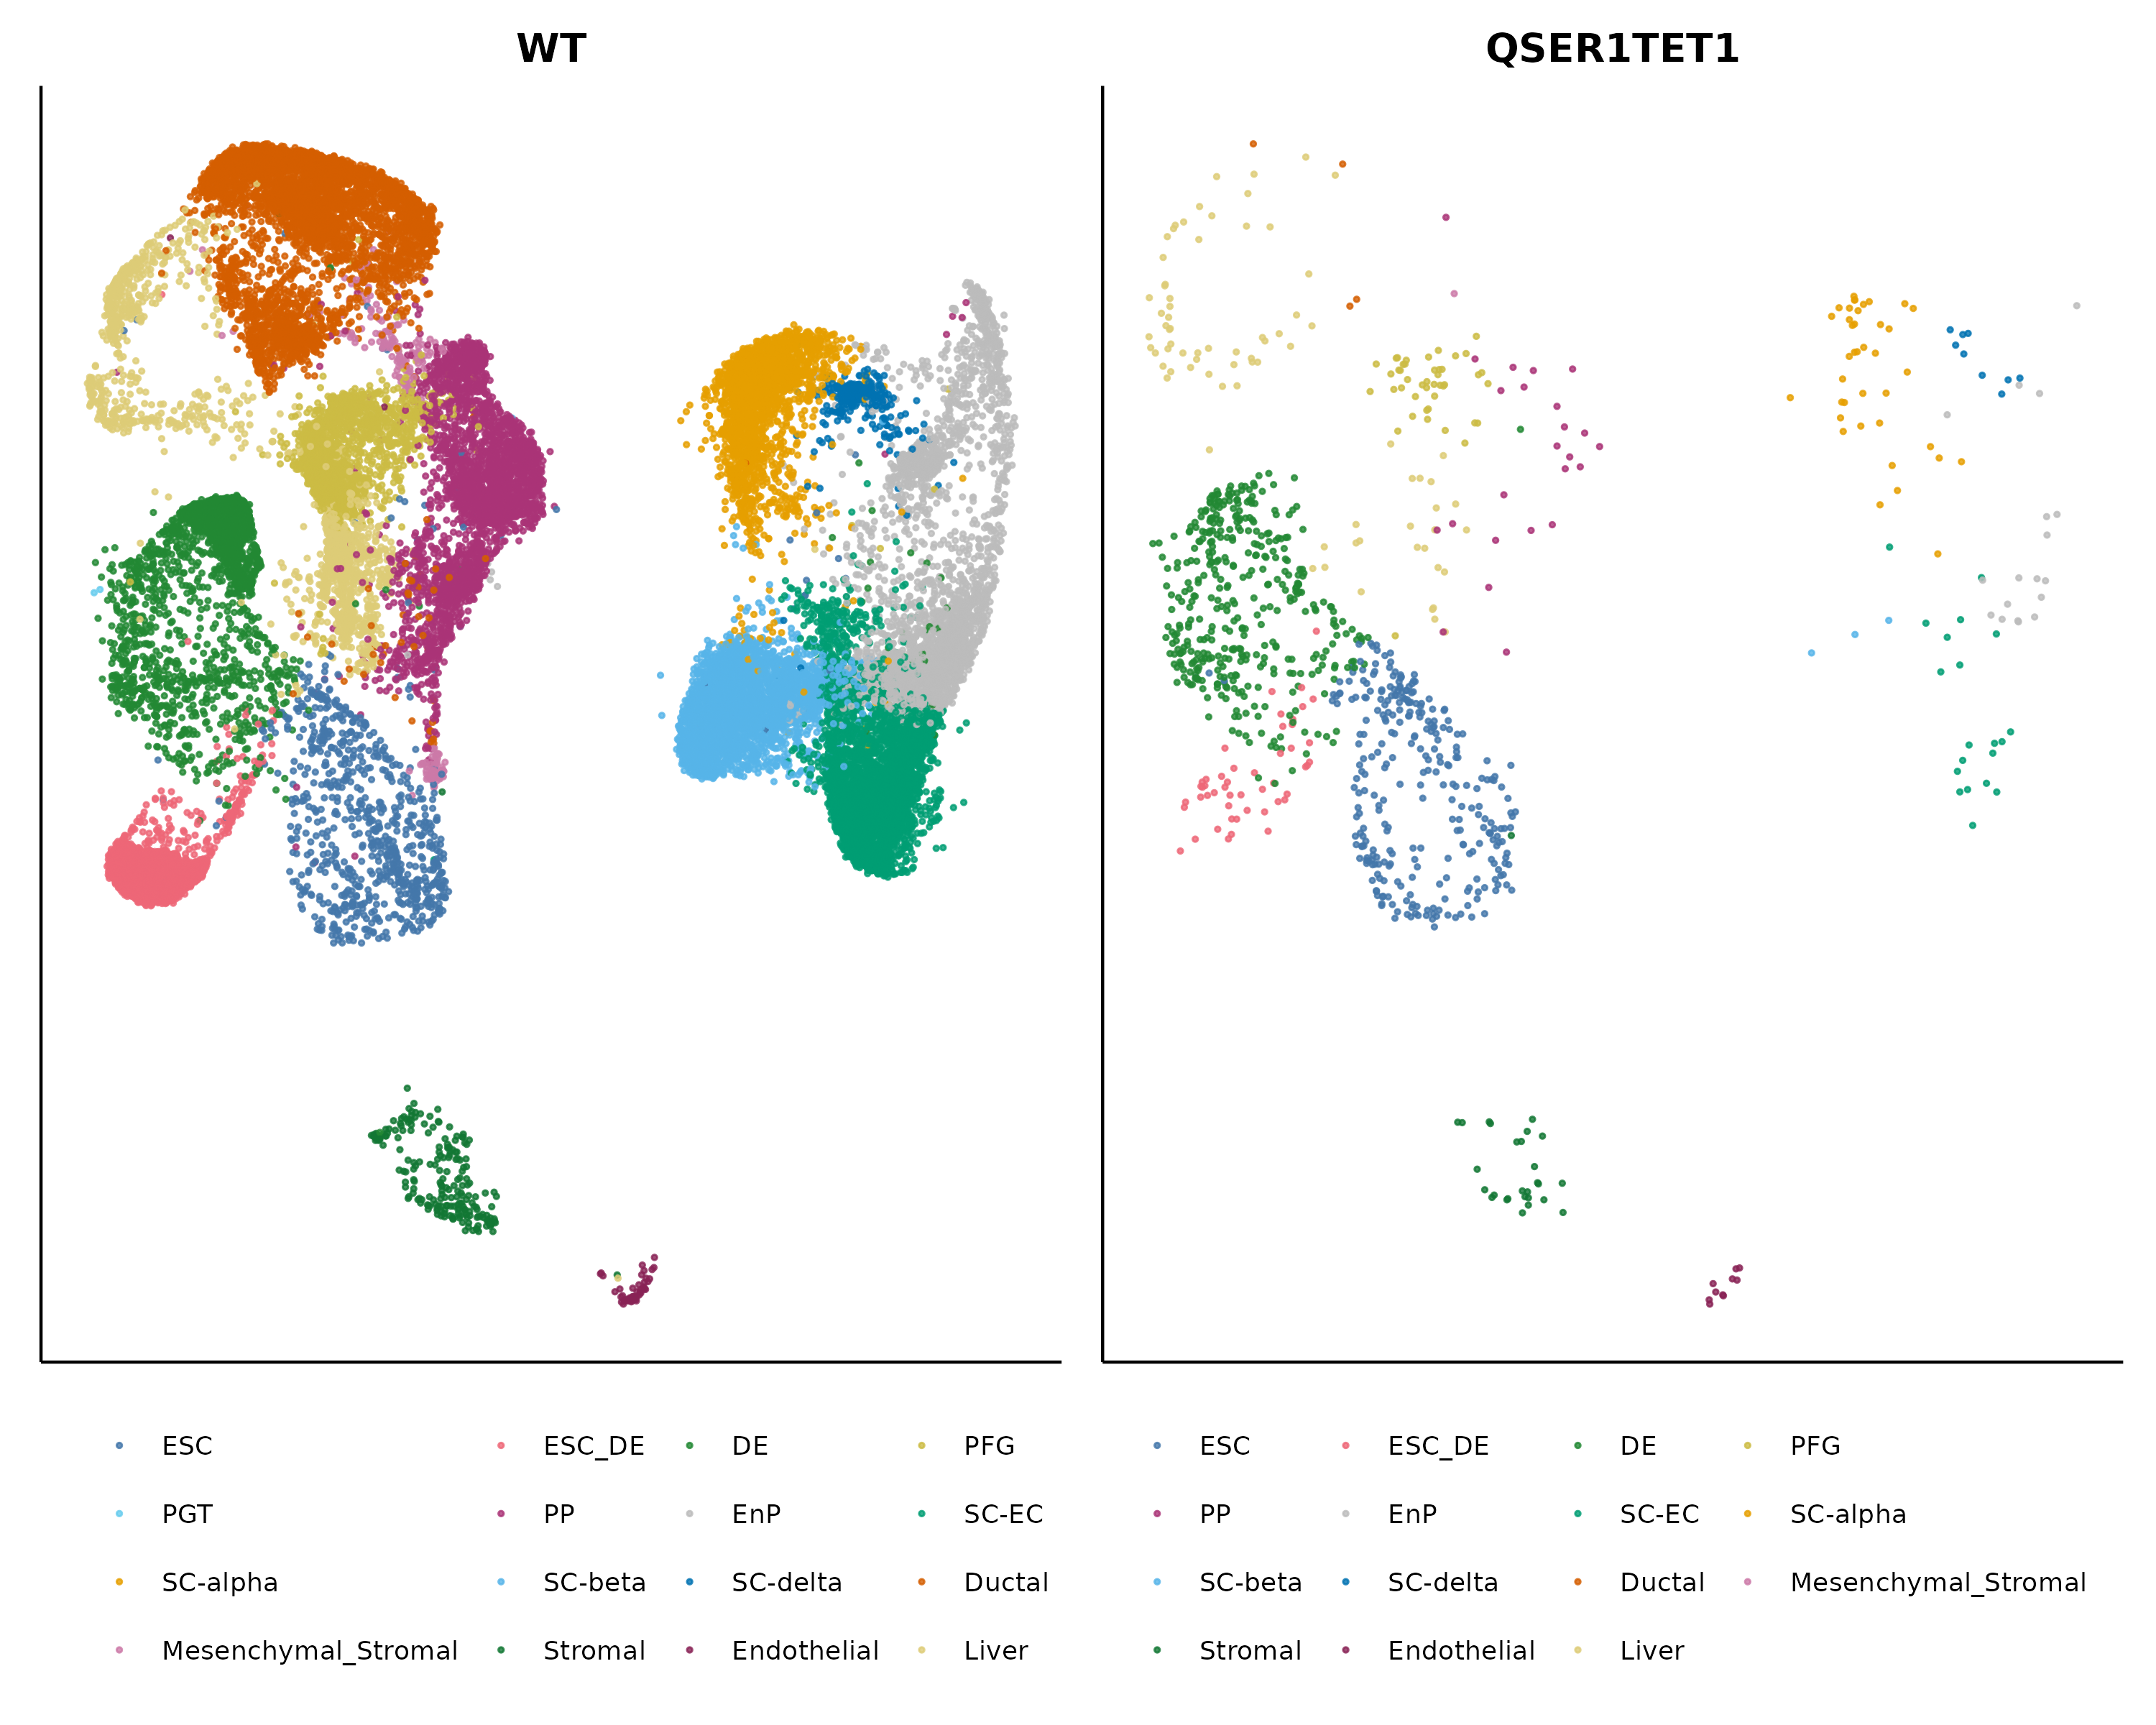 WT
QSER1TET1
ESC ESC_DE DE PFG
PGT PP EnP SC-EC
SC-alpha SC-beta SC-delta Ductal
Mesenchymal_Stromal Stromal Endothelial Liver
ESC ESC_DE DE PFG
PP EnP SC-EC SC-alpha
SC-beta SC-delta Ductal Mesenchymal_Stromal
Stromal Endothelial Liver